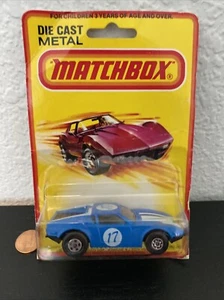 FOR CHILDREN 3 YEARS OF AGE AND OVER.
DIE CAST
METAL
MATCHBOX®
17